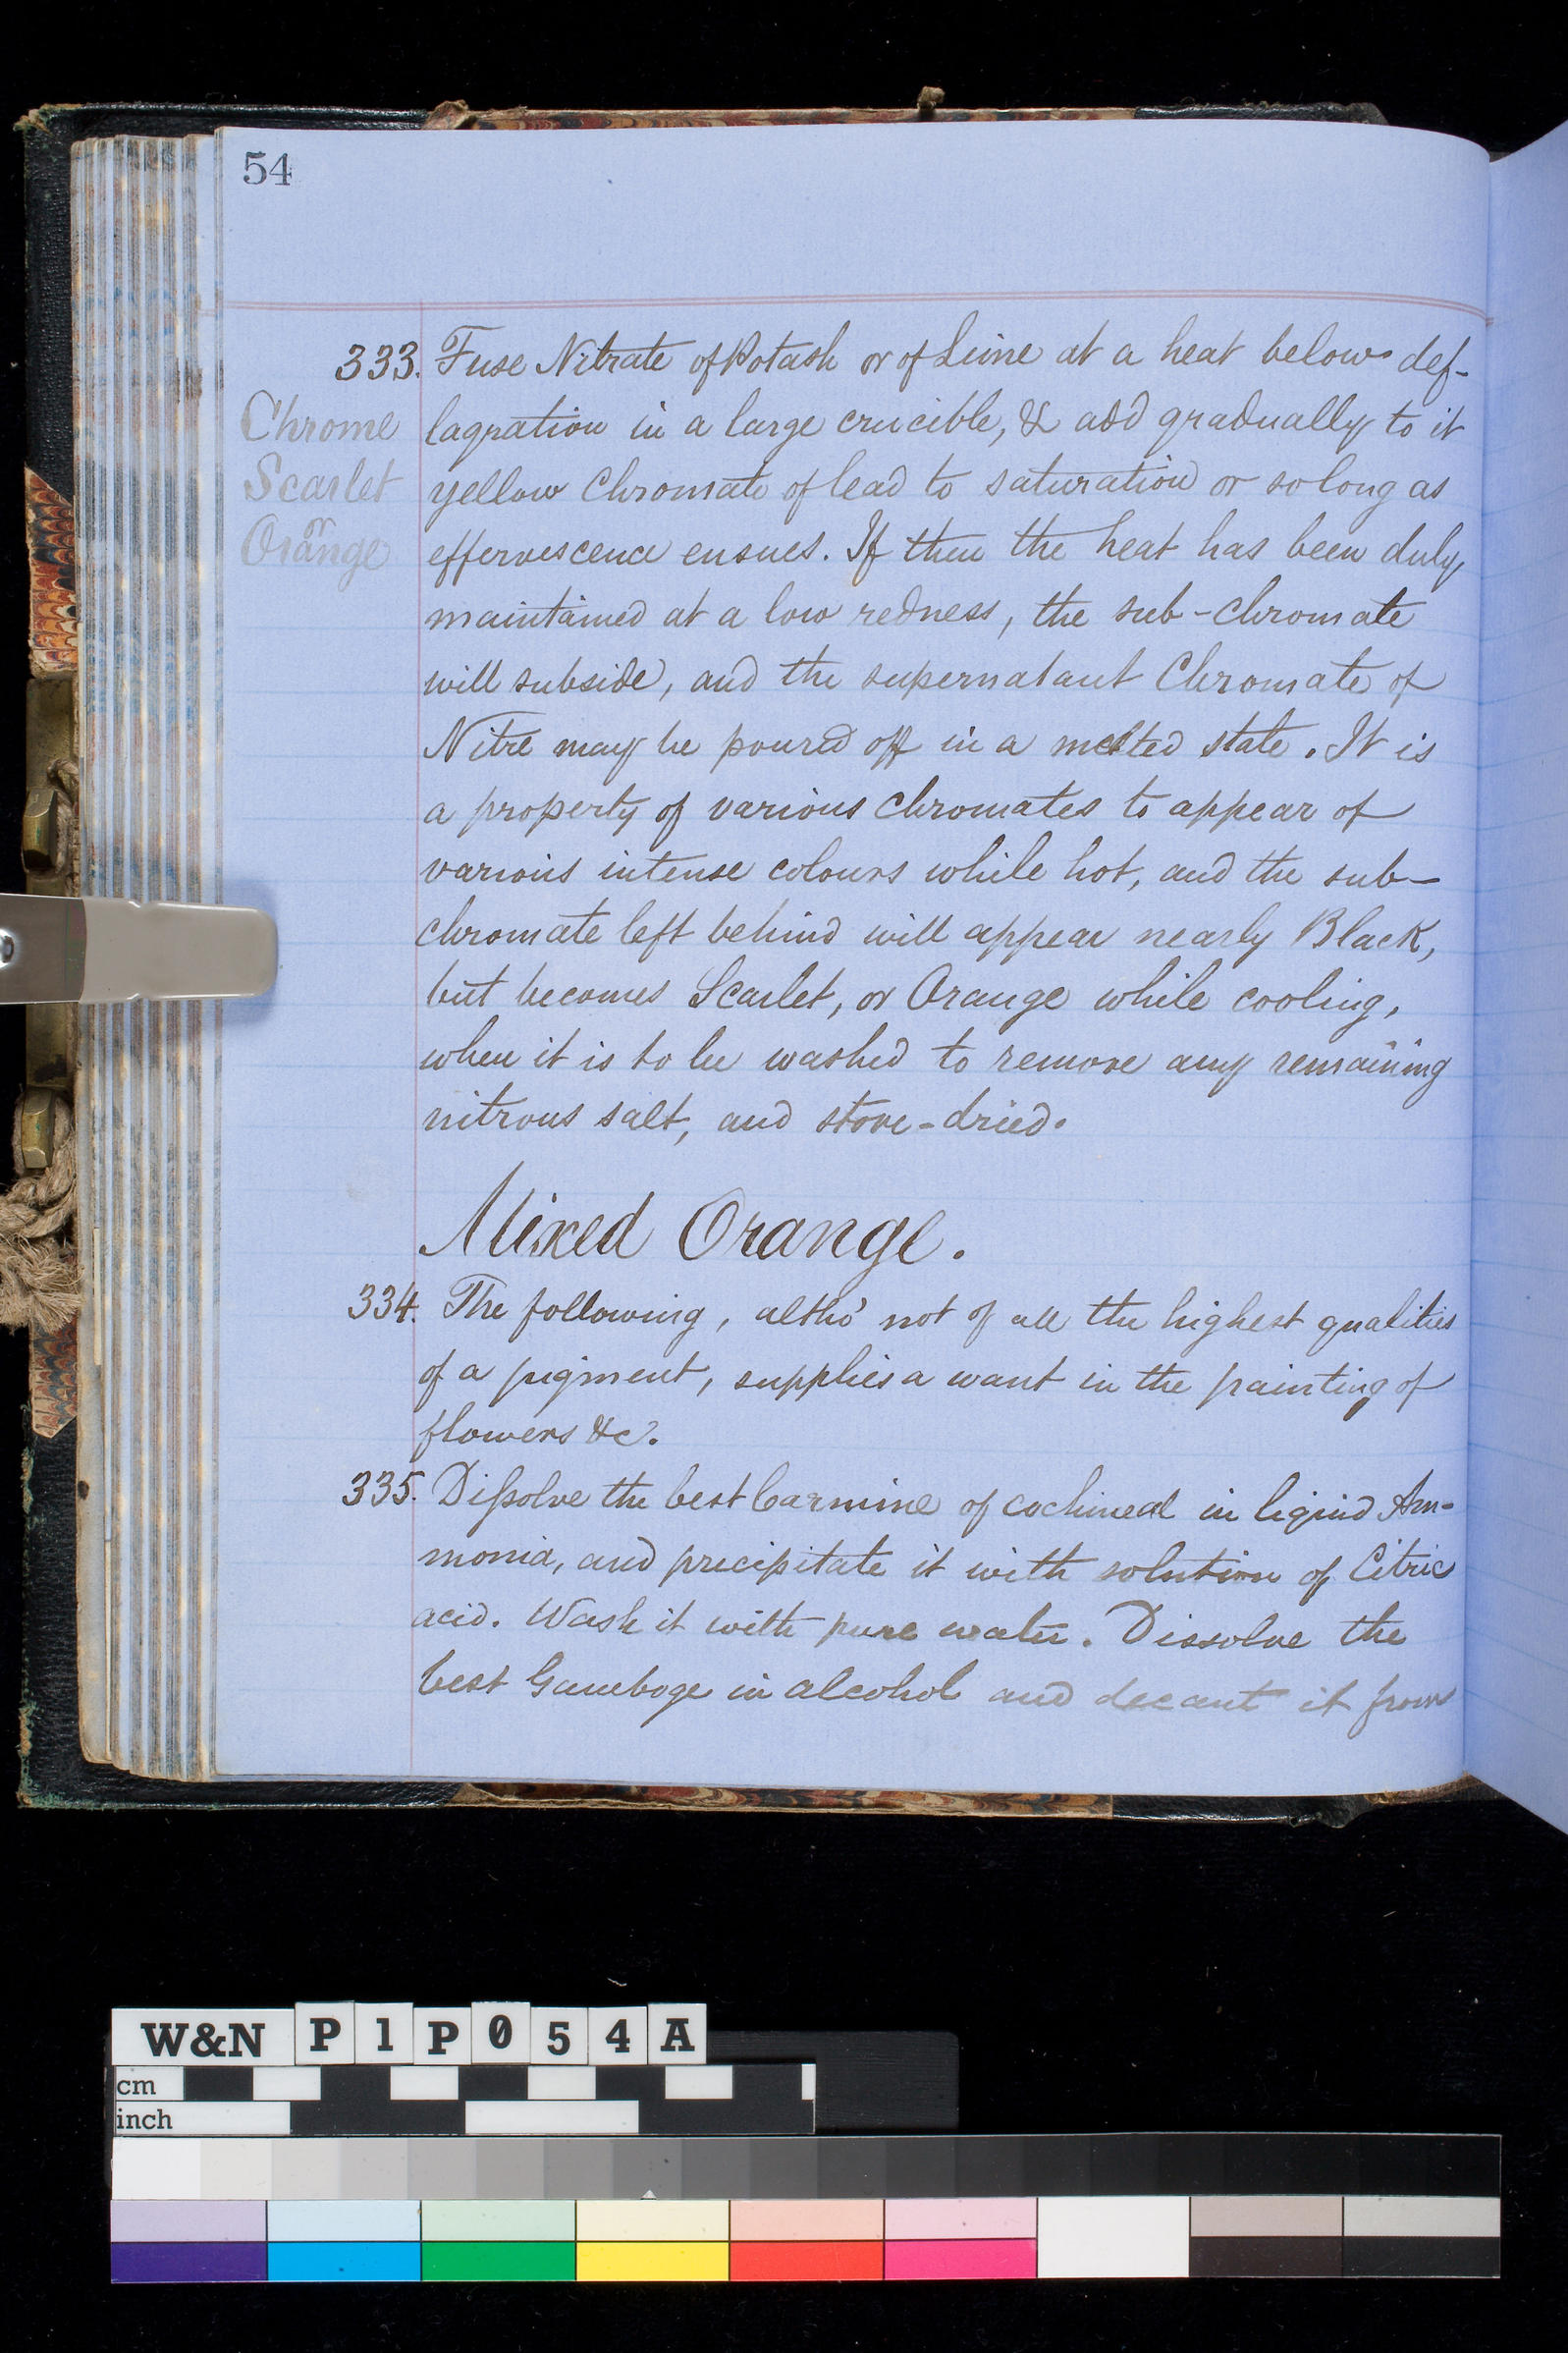 54
333. Fuse Nitrate of Potash or of Lime at a heat below def-
Chrome
Scarlet
or
Orange
lagration in a large crucible, & add gradually to it
yellow Chromate of lead to saturation or so long as
effervescence ensues. If then the heat has been duly
maintained at a low redness, the sub-chromate
will subside, and the supernatant Chromate of
Nitre may be poured off in a melted state. It is
a property of various chromates to appear of
various intense colours while hot, and the sub-
chromate left behind will appear nearly Black,
but becomes Scarlet, or Orange while cooling,
when it is to be washed to remove any remaining
nitrous salt, and stove-dried.
Mixed Orange.
334. The following, altho' not of all the highest qualities
of a pigment, supplies a want in the painting of
flowers &c.
335. Dissolve the best Carmine of cochineal in liquid Am-
monia, and precipitate it with solution of Citric
acid. Wash it with pure water. Dissolve the
best Gamboge in alcohol and decant it from
W&N P1P054A
cm
inch